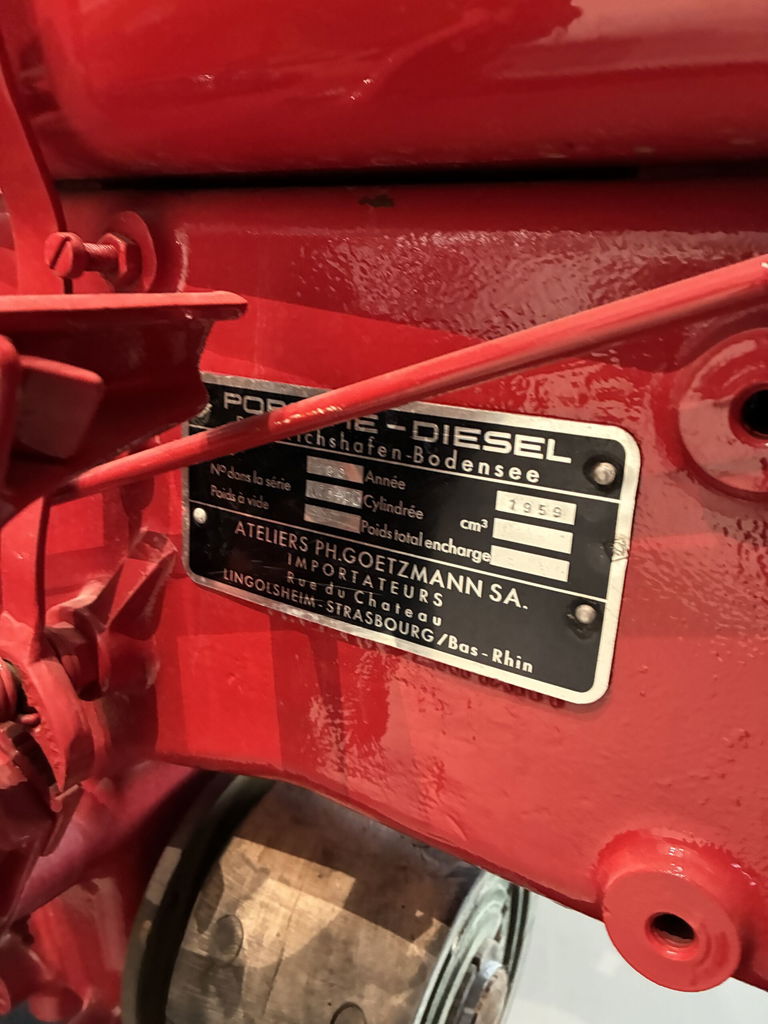 -DIESEL
-Bodensee
Nº dans la série Année 1959
Poids à vide Cylindrée cm³
Poids total en charge
ATELIERS PH.GOETZMANN SA.
IMPORTATEURS
Rue du Chateau
LINGOLSHEIM-STRASBOURG/Bas-Rhin